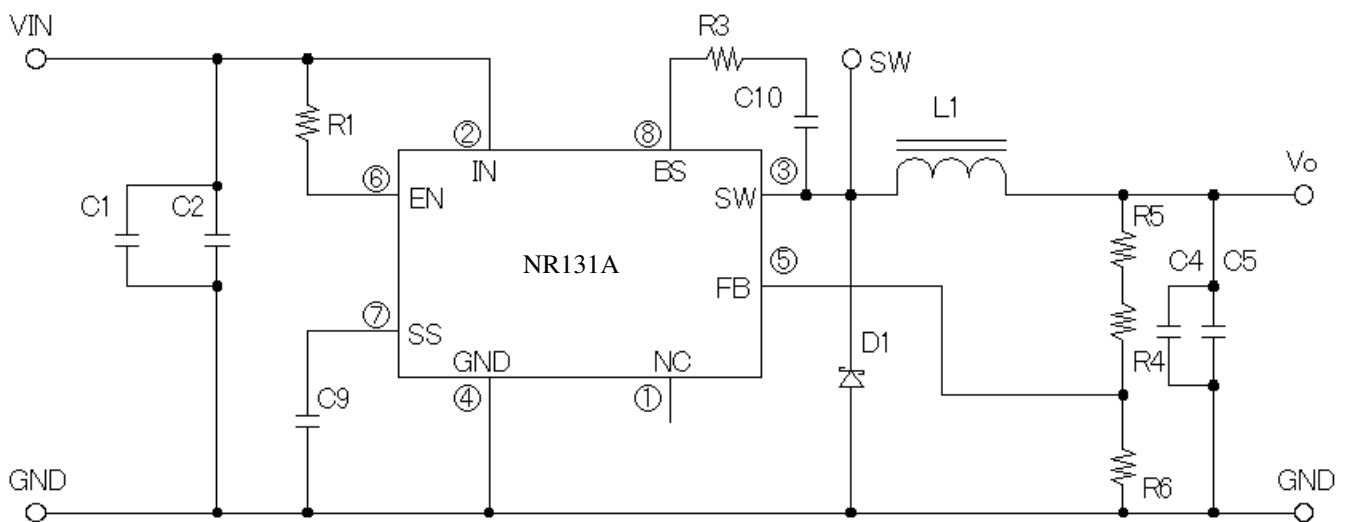 VIN
R3
SW
C10
L1
R1
②
⑧
③
Vo
IN
BS
⑥
EN
SW
C1
C2
R5
NR131A
⑤
C4
C5
FB
⑦
SS
D1
R4
GND
NC
C9
④
①
GND
R6
GND